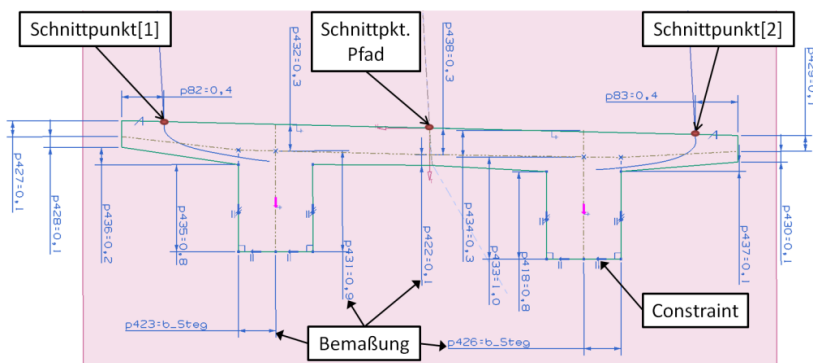 Schnittpunkt[1]
Schnittpkt.
Pfad
Schnittpunkt[2]
p82=0,4
p432=0,3
p438=0,3
p83=0,4
p429=0,1
p427=0,1
p428=0,1
p436=0,2
p435=0,8
p431=0,9
p422=0,1
p434=0,3
p433=1,0
p418=0,8
p437=0,1
p430=0,1
Constraint
p423=b_Steg
Bemaßung
p426=b_Steg